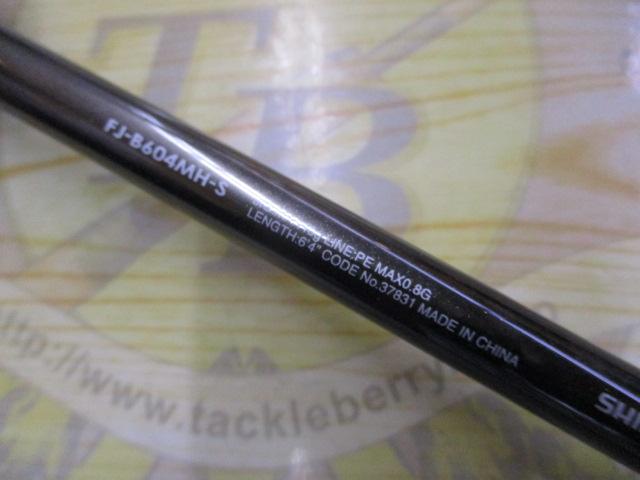 TB
FJ-B604MH-S
LINE:PE MAX0.8G
LENGTH:6'4" CODE No.37831 MADE IN CHINA
SHI
http://www.tackleberry